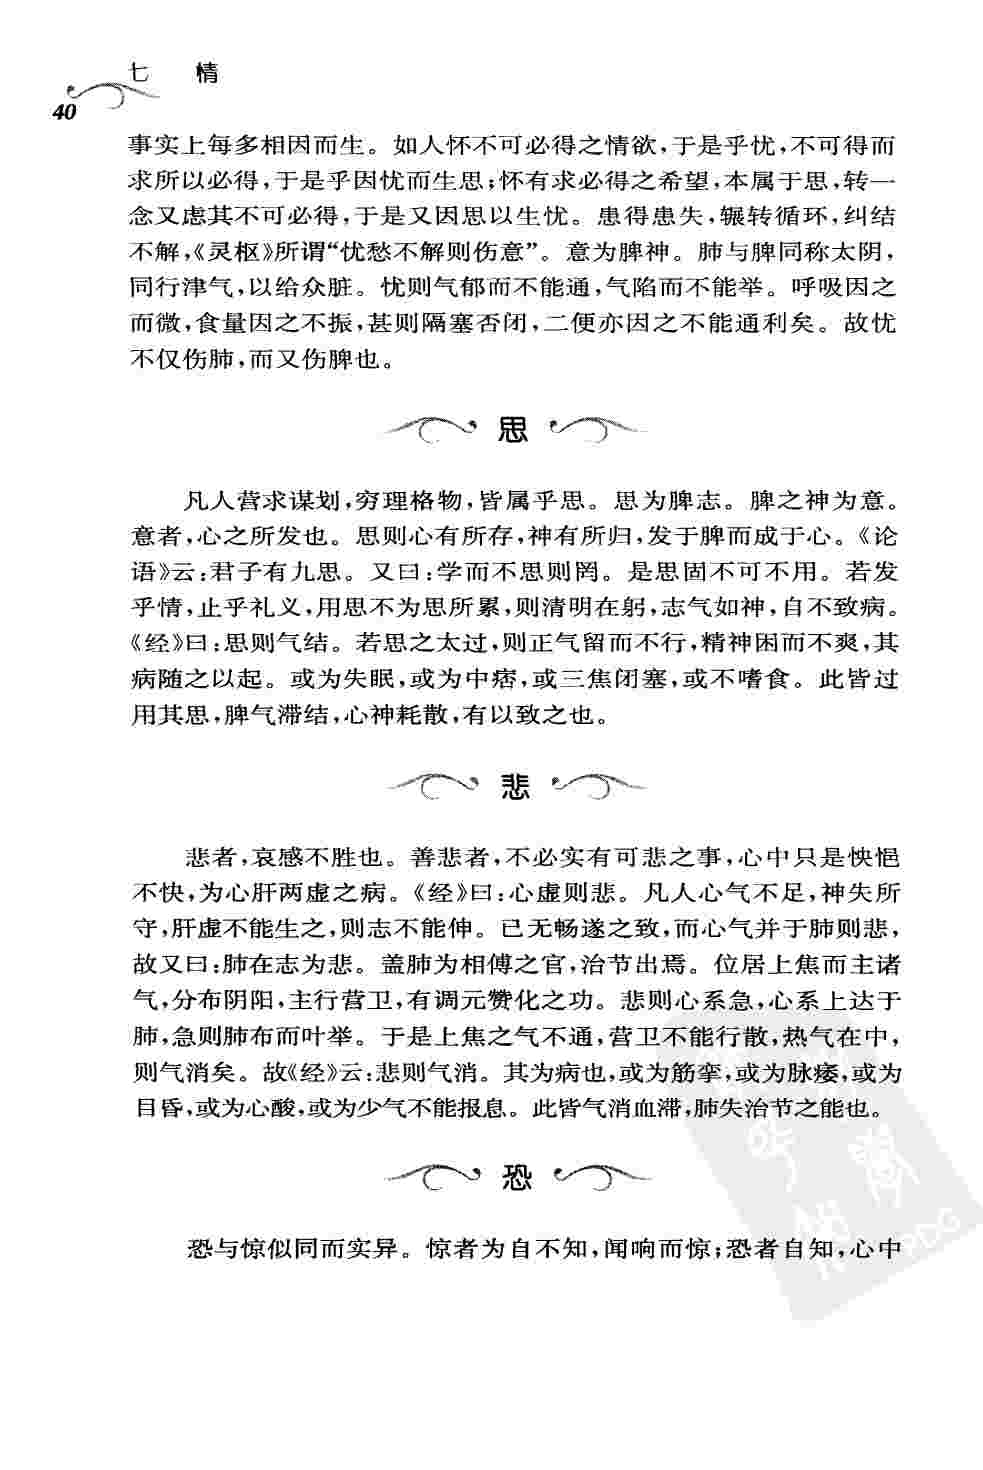 七 情
40
事实上每多相因而生。如人怀不可必得之情欲,于是乎忧,不可得而
求所以必得,于是乎因忧而生思;怀有求必得之希望,本属于思,转一
念又虑其不可必得,于是又因思以生忧。患得患失,辗转循环,纠结
不解,《灵枢》所谓“忧愁不解则伤意”。意为脾神。肺与脾同称太阴,
同行津气,以给众脏。忧则气郁而不能通,气陷而不能举。呼吸因之
而微,食量因之不振,甚则隔塞否闭,二便亦因之不能通利矣。故忧
不仅伤肺,而又伤脾也。
思
凡人营求谋划,穷理格物,皆属乎思。思为脾志。脾之神为意。
意者,心之所发也。思则心有所存,神有所归,发于脾而成于心。《论
语》云:君子有九思。又曰:学而不思则罔。是思固不可不用。若发
乎情,止乎礼义,用思不为思所累,则清明在躬,志气如神,自不致病。
《经》曰:思则气结。若思之太过,则正气留而不行,精神困而不爽,其
病随之以起。或为失眠,或为中痞,或三焦闭塞,或不嗜食。此皆过
用其思,脾气滞结,心神耗散,有以致之也。
悲
悲者,哀感不胜也。善悲者,不必实有可悲之事,心中只是怏悒
不快,为心肝两虚之病。《经》曰:心虚则悲。凡人心气不足,神失所
守,肝虚不能生之,则志不能伸。已无畅遂之致,而心气并于肺则悲,
故又曰:肺在志为悲。盖肺为相傅之官,治节出焉。位居上焦而主诸
气,分布阴阳,主行营卫,有调元赞化之功。悲则心系急,心系上达于
肺,急则肺布而叶举。于是上焦之气不通,营卫不能行散,热气在中,
则气消矣。故《经》云:悲则气消。其为病也,或为筋挛,或为脉痿,或为
目昏,或为心酸,或为少气不能报息。此皆气消血滞,肺失治节之能也。
恐
恐与惊似同而实异。惊者为自不知,闻响而惊;恐者自知,心中